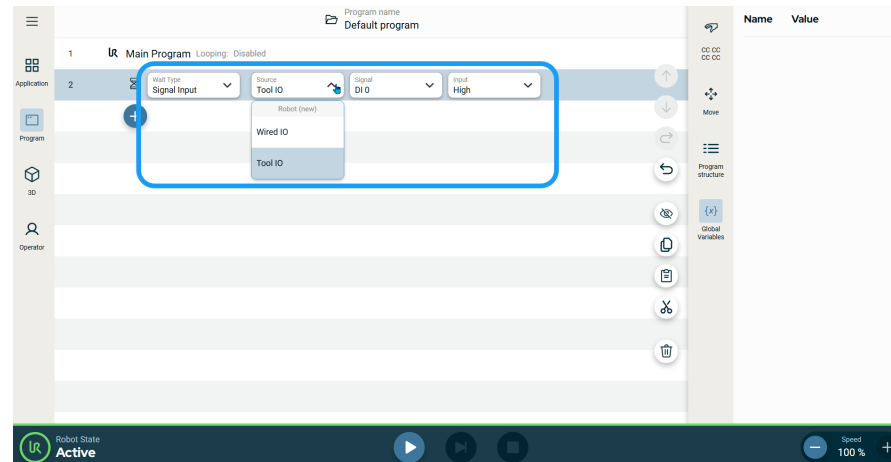 Program name
Default program
Name Value
1 Main Program Looping: Disabled
CC CC
CC CC
Application
2
Wait Type
Signal Input
Source
Tool IO
Signal
DI 0
Input
High
Robot (new)
Wired IO
Tool IO
Move
Program
Program
structure
3D
{x}
Global
Variables
Operator
Robot State
Active
Speed
100 %